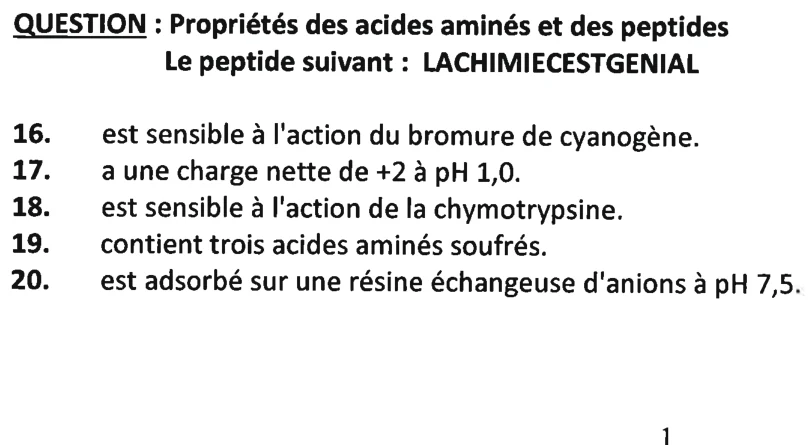 QUESTION : Propriétés des acides aminés et des peptides
Le peptide suivant : LACHIMIECESTGENIAL
16. est sensible à l'action du bromure de cyanogène.
17. a une charge nette de +2 à pH 1,0.
18. est sensible à l'action de la chymotrypsine.
19. contient trois acides aminés soufrés.
20. est adsorbé sur une résine échangeuse d'anions à pH 7,5.
1